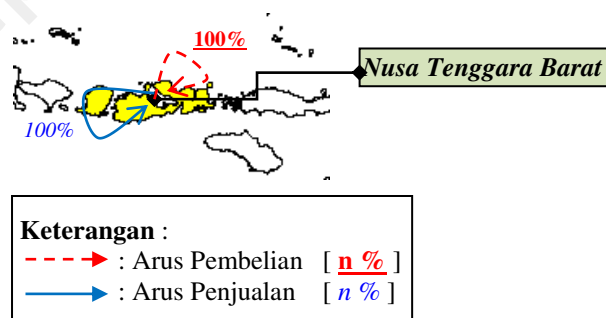 100%
Nusa Tenggara Barat
100%
Keterangan :
: Arus Pembelian [ n % ]
: Arus Penjualan [ n % ]